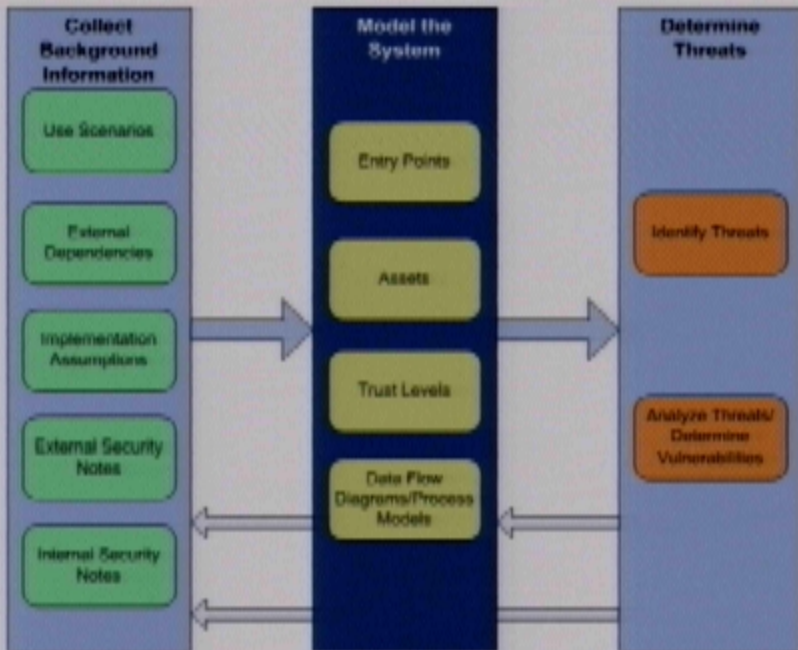 Collect
Background
Information
Use Scenarios
External
Dependencies
Implementation
Assumptions
External Security
Notes
Internal Security
Notes
Model the
System
Entry Points
Assets
Trust Levels
Data Flow
Diagrams/Process
Models
Determine
Threats
Identify Threats
Analyze Threats/
Determine
Vulnerabilities